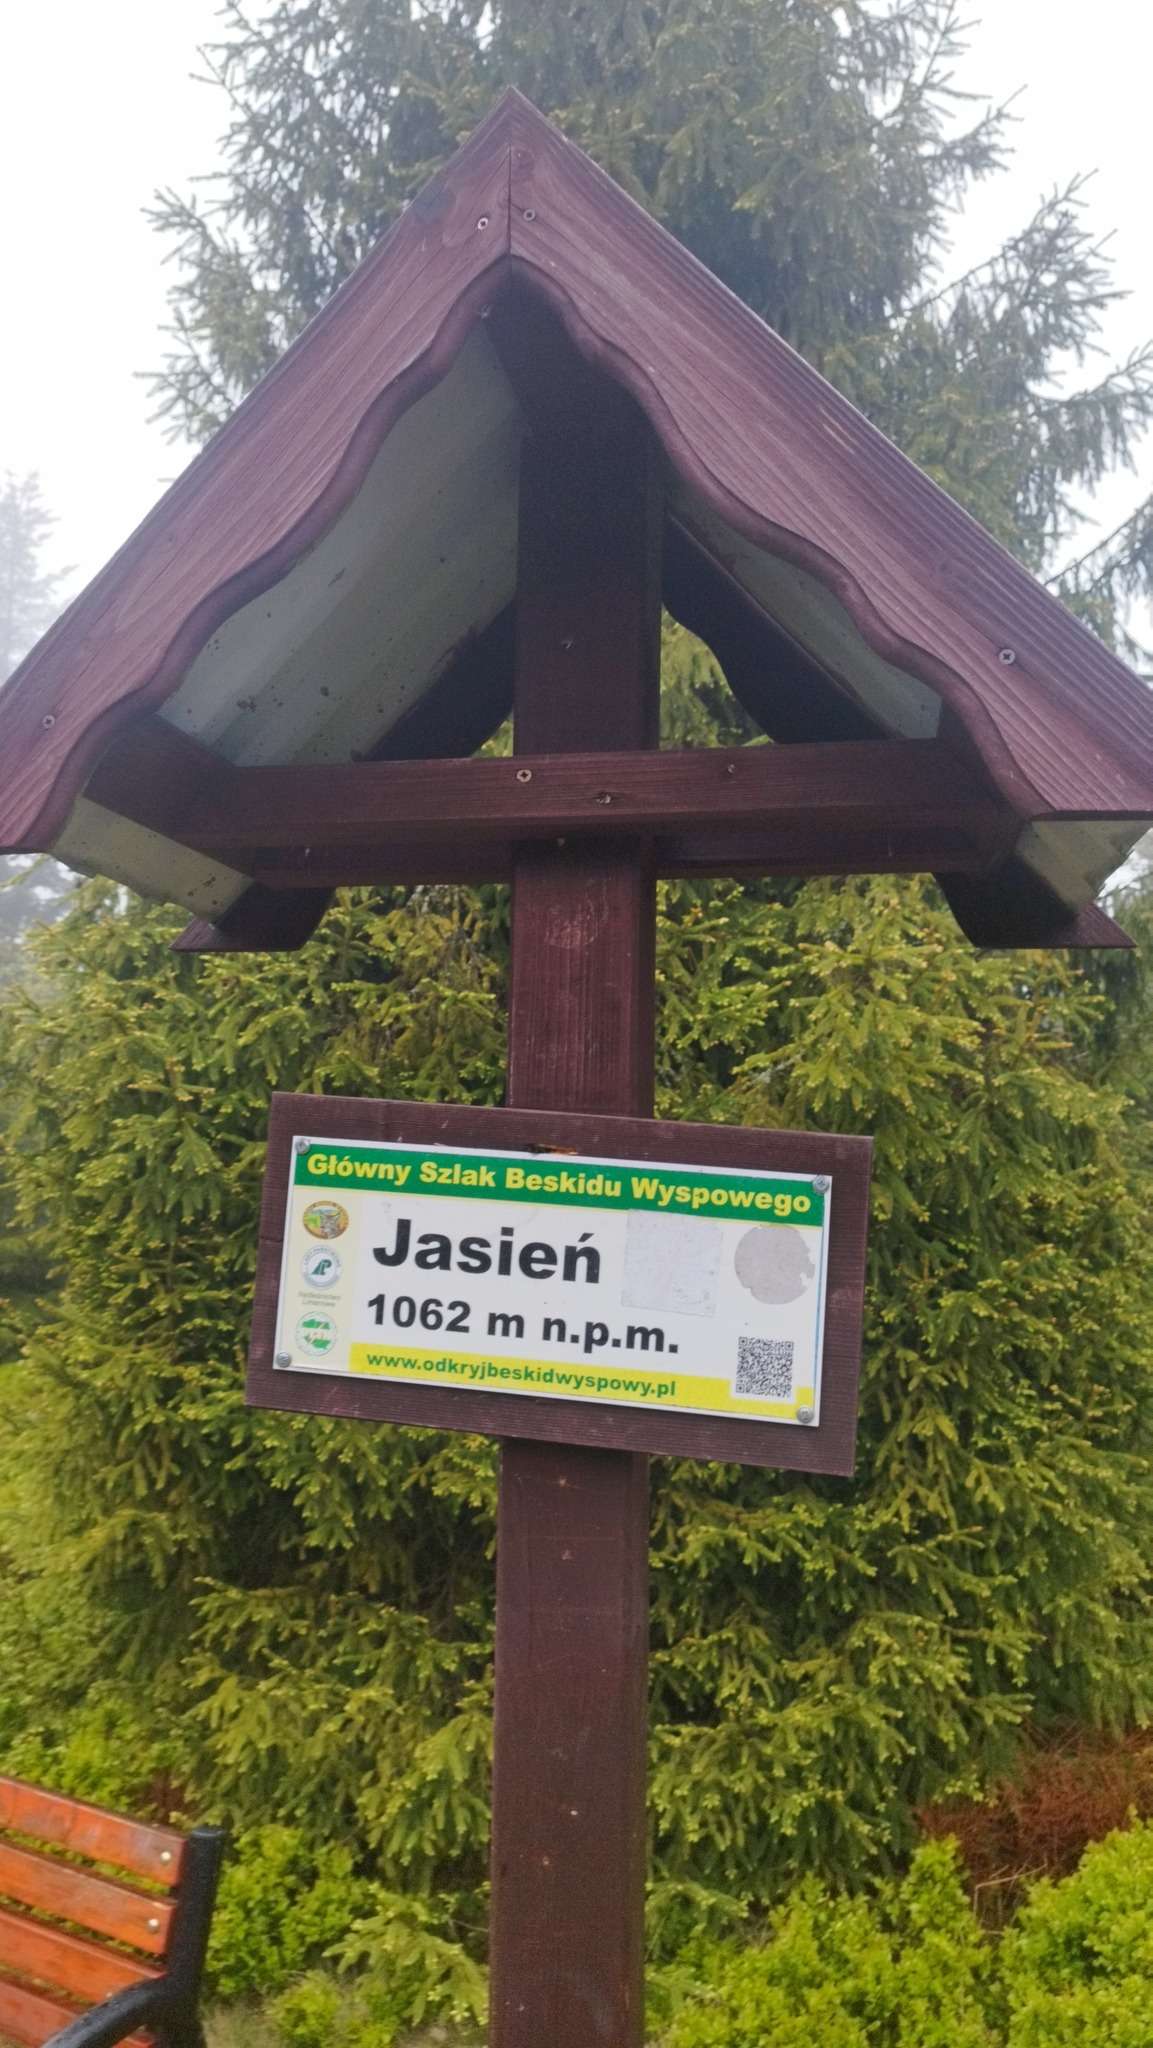 Główny Szlak Beskidu Wyspowego
Jasień
1062 m n.p.m.
www.odkryjbeskidwyspowy.pl